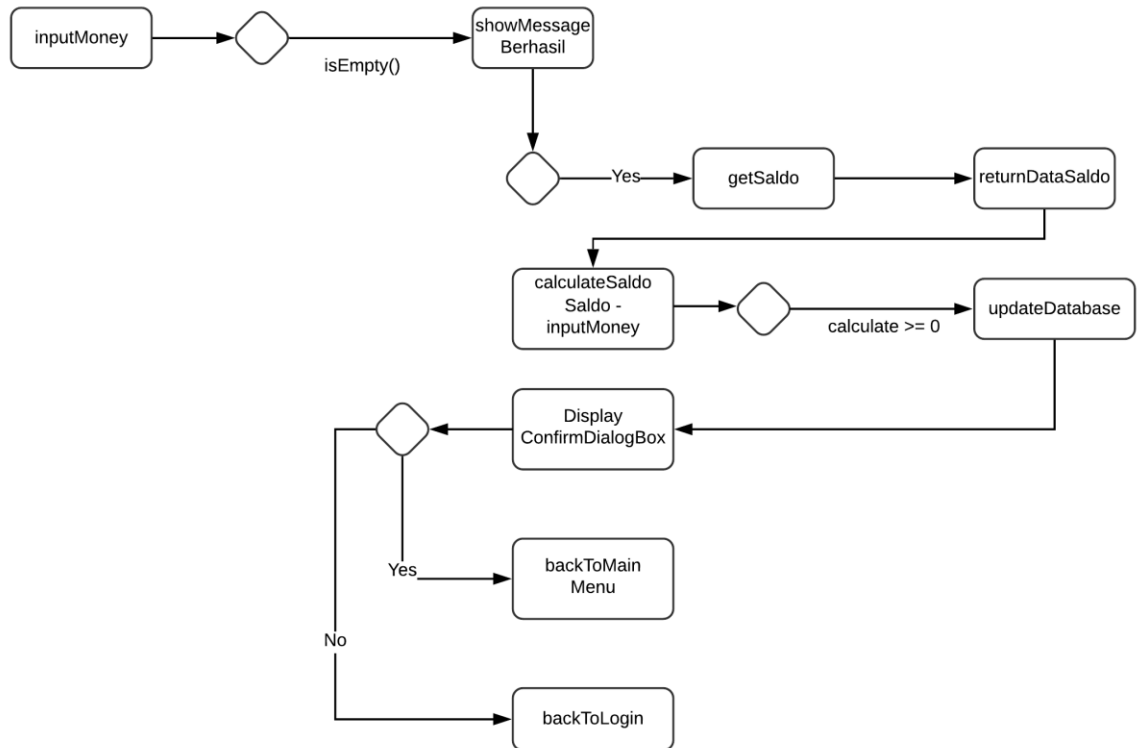 inputMoney
isEmpty()
showMessage
Berhasil
Yes
getSaldo
returnDataSaldo
calculateSaldo
Saldo -
inputMoney
calculate >= 0
updateDatabase
Display
ConfirmDialogBox
Yes
backToMain
Menu
No
backToLogin